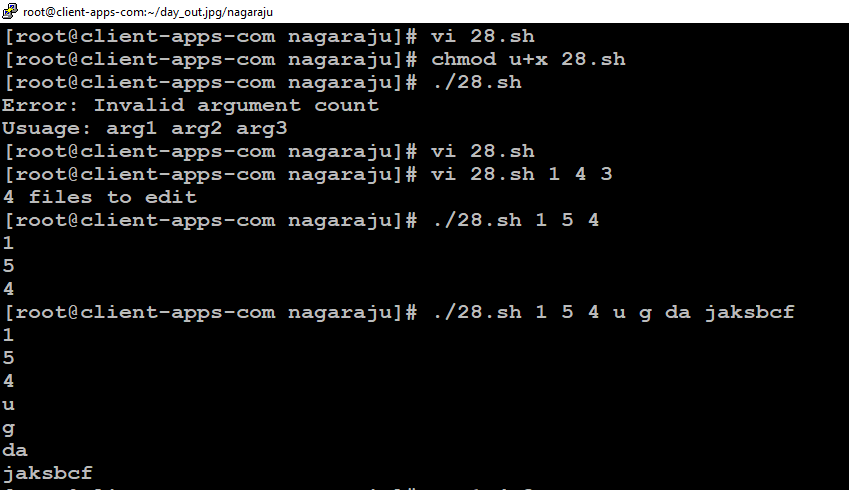 root@client-apps-com:~/day_out.jpg/nagaraju
[root@client-apps-com nagaraju]# vi 28.sh
[root@client-apps-com nagaraju]# chmod u+x 28.sh
[root@client-apps-com nagaraju]# ./28.sh
Error: Invalid argument count
Usuage: arg1 arg2 arg3
[root@client-apps-com nagaraju]# vi 28.sh
[root@client-apps-com nagaraju]# vi 28.sh 1 4 3
4 files to edit
[root@client-apps-com nagaraju]# ./28.sh 1 5 4
1
5
4
[root@client-apps-com nagaraju]# ./28.sh 1 5 4 u g da jaksbcf
1
5
4
u
g
da
jaksbcf